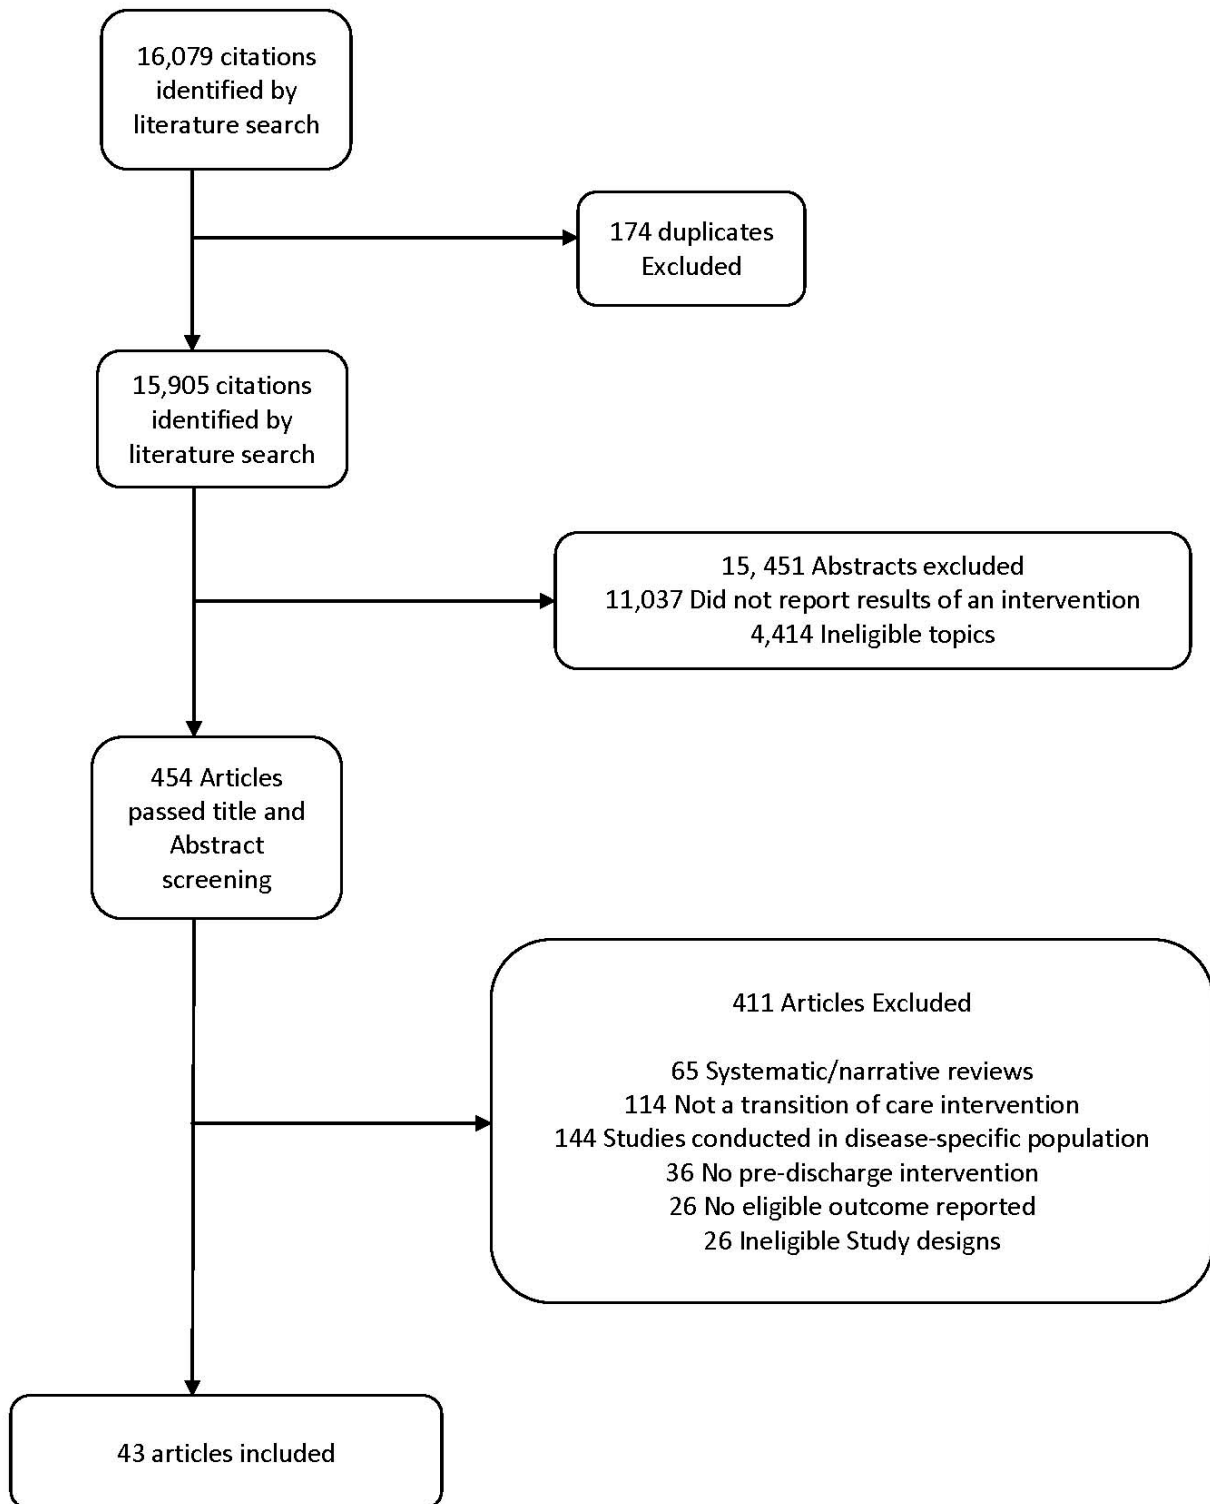 16,079 citations
identified by
literature search
174 duplicates
Excluded
15,905 citations
identified by
literature search
15, 451 Abstracts excluded
11,037 Did not report results of an intervention
4,414 Ineligible topics
454 Articles
passed title and
Abstract
screening
411 Articles Excluded
65 Systematic/narrative reviews
114 Not a transition of care intervention
144 Studies conducted in disease-specific population
36 No pre-discharge intervention
26 No eligible outcome reported
26 Ineligible Study designs
43 articles included